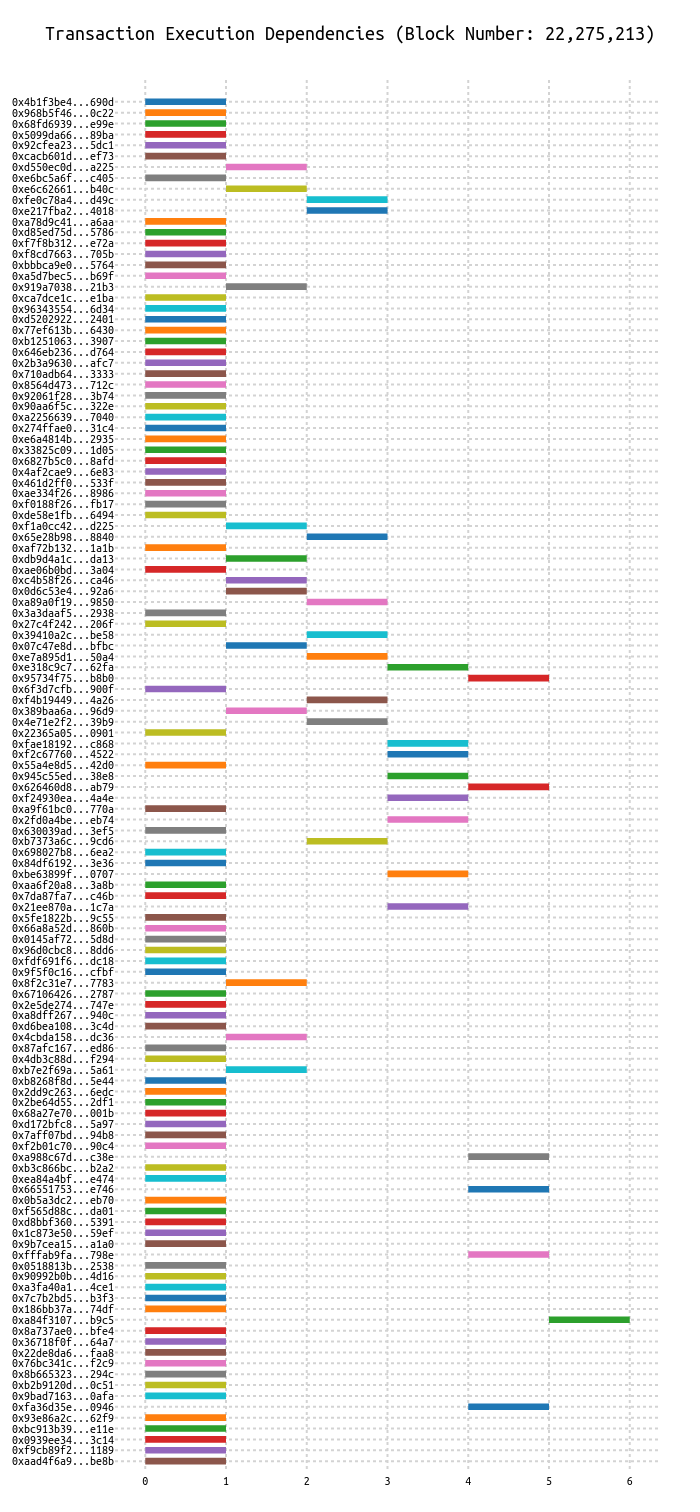 Transaction Execution Dependencies (Block Number: 22,275,213)
0x4b1f3be4...690d
0x968b5f46...0c22
0x68fd6939...e99e
0x5099da66...89ba
0x92cfea23...5dc1
0xcacb601d...ef73
0xd550ec0d...a225
0xe6bc5a6f...c405
0xe6c62661...b40c
0xfe0c78a4...d49c
0xe217fba2...4018
0xa78d9c41...a6aa
0xd85ed75d...5786
0xf7f8b312...e72a
0xf8cd7663...705b
0xbbbca9e0...5764
0xa5d7bec5...b69f
0x919a7038...21b3
0xca7dce1c...e1ba
0x96343554...6d34
0xd5202922...2401
0x77ef613b...6430
0xb1251063...3907
0x646eb236...d764
0x2b3a9630...afc7
0x710adb64...3333
0x8564d473...712c
0x92061f28...3b74
0x90aa6f5c...322e
0xa2256639...7040
0x274ffae0...31c4
0xe6a4814b...2935
0x33825c09...1d05
0x6827b5c0...8afd
0x4af2cae9...6e83
0x461d2ff0...533f
0xae334f26...8986
0xf0188f26...fb17
0xde58e1fb...6494
0xf1a0cc42...d225
0x65e28b98...8840
0xaf72b132...1a1b
0xdb9d4a1c...da13
0xae06b0bd...3a04
0xc4b58f26...ca46
0x0d6c53e4...92a6
0xa89a0f19...9850
0x3a3daaf5...2938
0x27c4f242...206f
0x39410a2c...be58
0x07c47e8d...bfbc
0xe7a895d1...50a4
0xe318c9c7...62fa
0x95734f75...b8b0
0x6f3d7cfb...900f
0xf4b19449...4a26
0x389baa6a...96d9
0x4e71e2f2...39b9
0x22365a05...0901
0xfae18192...c868
0xf2c67760...4522
0x55a4e8d5...42d0
0x945c55ed...38e8
0x626460d8...ab79
0xf24930ea...4a4e
0xa9f61bc0...770a
0x2fd0a4be...eb74
0x630039ad...3ef5
0xb7373a6c...9cd6
0x698027b8...6ea2
0x84df6192...3e36
0xbe63899f...0707
0xaa6f20a8...3a8b
0x7da87fa7...c46b
0x21ee870a...1c7a
0x5fe1822b...9c55
0x66a8a52d...860b
0x0145af72...5d8d
0x96d0cbc8...8dd6
0xfdf691f6...dc18
0x9f5f0c16...cfbf
0x8f2c31e7...7783
0x67106426...2787
0x2e5de274...747e
0xa8dff267...940c
0xd6bea108...3c4d
0x4cbda158...dc36
0x87afc167...ed86
0x4db3c88d...f294
0xb7e2f69a...5a61
0xb8268f8d...5e44
0x2dd9c263...6edc
0x2be64d55...2df1
0x68a27e70...001b
0xd172bfc8...5a97
0x7aff07bd...94b8
0xf2b01c70...90c4
0xa988c67d...c38e
0xb3c866bc...b2a2
0xea84a4bf...e474
0x66551753...e746
0x0b5a3dc2...eb70
0xf565d88c...da01
0xd8bbf360...5391
0x1c873e50...59ef
0x9b7cea15...a1a0
0xfffab9fa...798e
0x0518813b...2538
0x90992b0b...4d16
0xa3fa40a1...4ce1
0x7c7b2bd5...b3f3
0x186bb37a...74df
0xa84f3107...b9c5
0x8a737ae0...bfe4
0x36718f0f...64a7
0x22de8da6...faa8
0x76bc341c...f2c9
0x8b665323...294c
0xb2b9120d...0c51
0x9bad7163...0afa
0xfa36d35e...0946
0x93e86a2c...62f9
0xbc913b39...e11e
0x0939ee34...3c14
0xf9cb89f2...1189
0xaad4f6a9...be8b
0 1 2 3 4 5 6